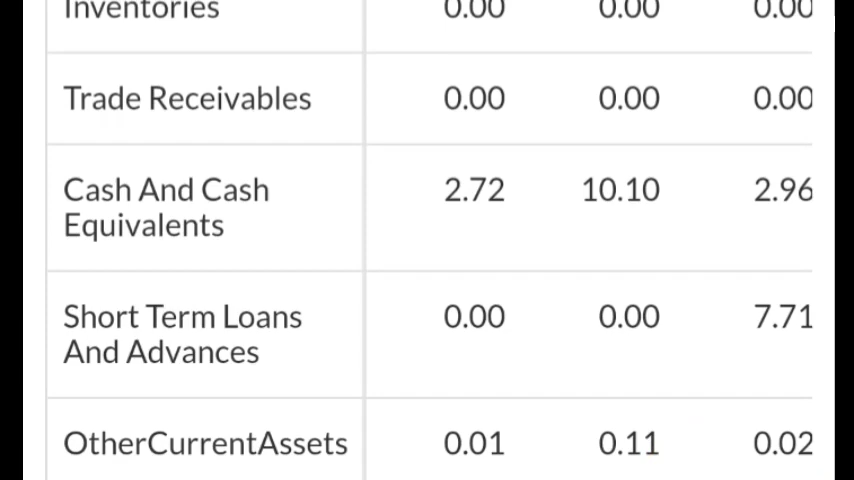 Inventories 0.00 0.00 0.00
Trade Receivables 0.00 0.00 0.00
Cash And Cash 2.72 10.10 2.96
Equivalents
Short Term Loans 0.00 0.00 7.71
And Advances
OtherCurrentAssets 0.01 0.11 0.02